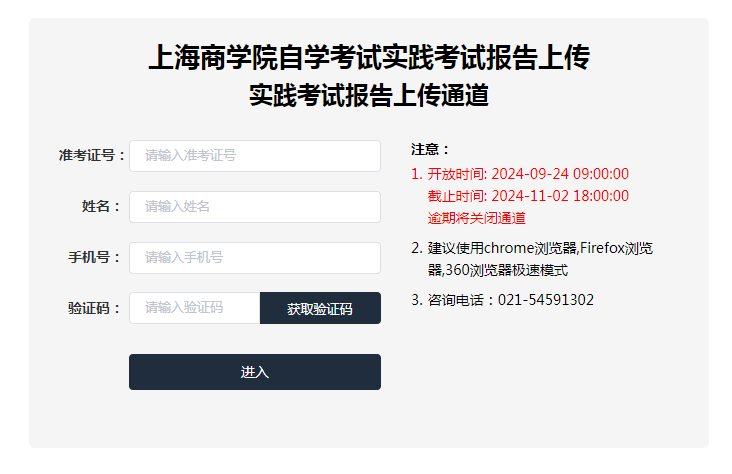 上海商学院自学考试实践考试报告上传
实践考试报告上传通道
准考证号：
请输入准考证号
姓名：
请输入姓名
手机号：
请输入手机号
验证码：
请输入验证码
获取验证码
进入
注意：
1. 开放时间: 2024-09-24 09:00:00
截止时间: 2024-11-02 18:00:00
逾期将关闭通道
2. 建议使用chrome浏览器,Firefox浏览
器,360浏览器极速模式
3. 咨询电话：021-54591302